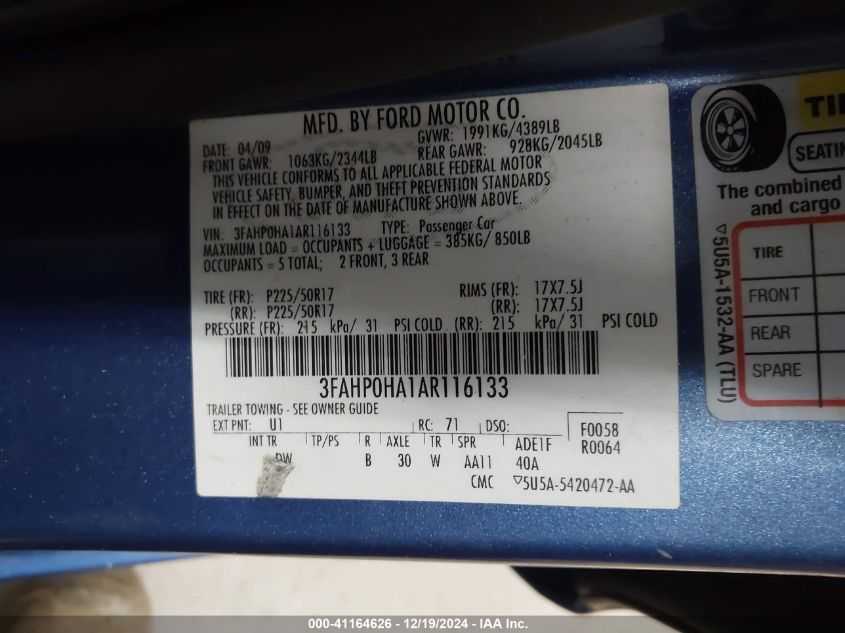 MFD. BY FORD MOTOR CO.
DATE: 04/09 GVWR: 1991KG/4389LB
FRONT GAWR: 1063KG/2344LB REAR GAWR: 928KG/2045LB
THIS VEHICLE CONFORMS TO ALL APPLICABLE FEDERAL MOTOR
VEHICLE SAFETY, BUMPER, AND THEFT PREVENTION STANDARDS
IN EFFECT ON THE DATE OF MANUFACTURE SHOWN ABOVE.
VIN: 3FAHP0HA1AR116133 TYPE: Passenger Car
MAXIMUM LOAD = OCCUPANTS + LUGGAGE = 385KG/ 850LB
OCCUPANTS = 5 TOTAL; 2 FRONT, 3 REAR
TIRE (FR): P225/50R17 RIMS (FR): 17X7.5J
(RR): P225/50R17 (RR): 17X7.5J
PRESSURE (FR): 215 kPa/ 31 PSI COLD (RR): 215 kPa/ 31 PSI COLD
3FAHP0HA1AR116133
TRAILER TOWING - SEE OWNER GUIDE
EXT PNT: U1 RC: 71 DSO: F0058
R0064
INT TR TP/PS R AXLE TR SPR ADE1F
DW B 30 W AA11 40A
CMC ▽5U5A-5420472-AA
TI
SEATI
The combined
and cargo
TIRE
FRONT
REAR
SPARE
▽5U5A-1532-AA (TLU)
000-41164626 - 12/19/2024 - IAA Inc.